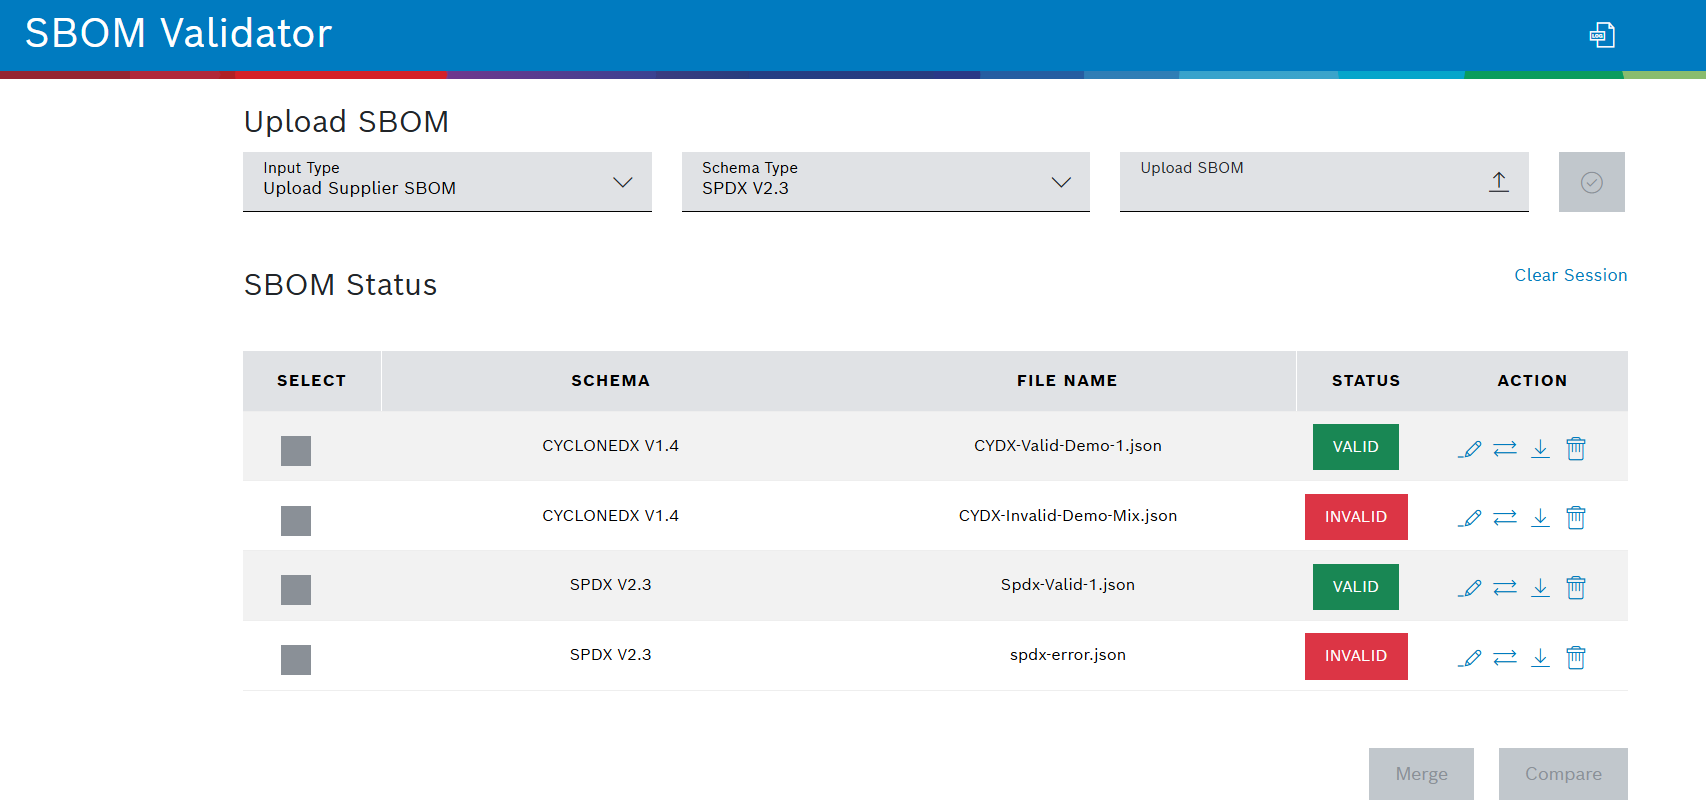 SBOM Validator
LOG
Upload SBOM
Input Type
Upload Supplier SBOM
Schema Type
SPDX V2.3
Upload SBOM
SBOM Status
Clear Session
SELECT SCHEMA FILE NAME STATUS ACTION
CYCLONEDX V1.4 CYDX-Valid-Demo-1.json VALID
CYCLONEDX V1.4 CYDX-Invalid-Demo-Mix.json INVALID
SPDX V2.3 Spdx-Valid-1.json VALID
SPDX V2.3 spdx-error.json INVALID
Merge Compare